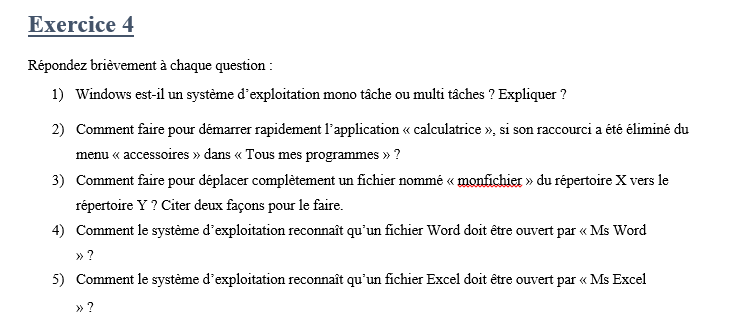 Exercice 4
Répondez brièvement à chaque question :
1) Windows est-il un système d’exploitation mono tâche ou multi tâches ? Expliquer ?
2) Comment faire pour démarrer rapidement l’application « calculatrice », si son raccourci a été éliminé du
menu « accessoires » dans « Tous mes programmes » ?
3) Comment faire pour déplacer complètement un fichier nommé « monfichier » du répertoire X vers le
répertoire Y ? Citer deux façons pour le faire.
4) Comment le système d’exploitation reconnaît qu’un fichier Word doit être ouvert par « Ms Word
» ?
5) Comment le système d’exploitation reconnaît qu’un fichier Excel doit être ouvert par « Ms Excel
» ?